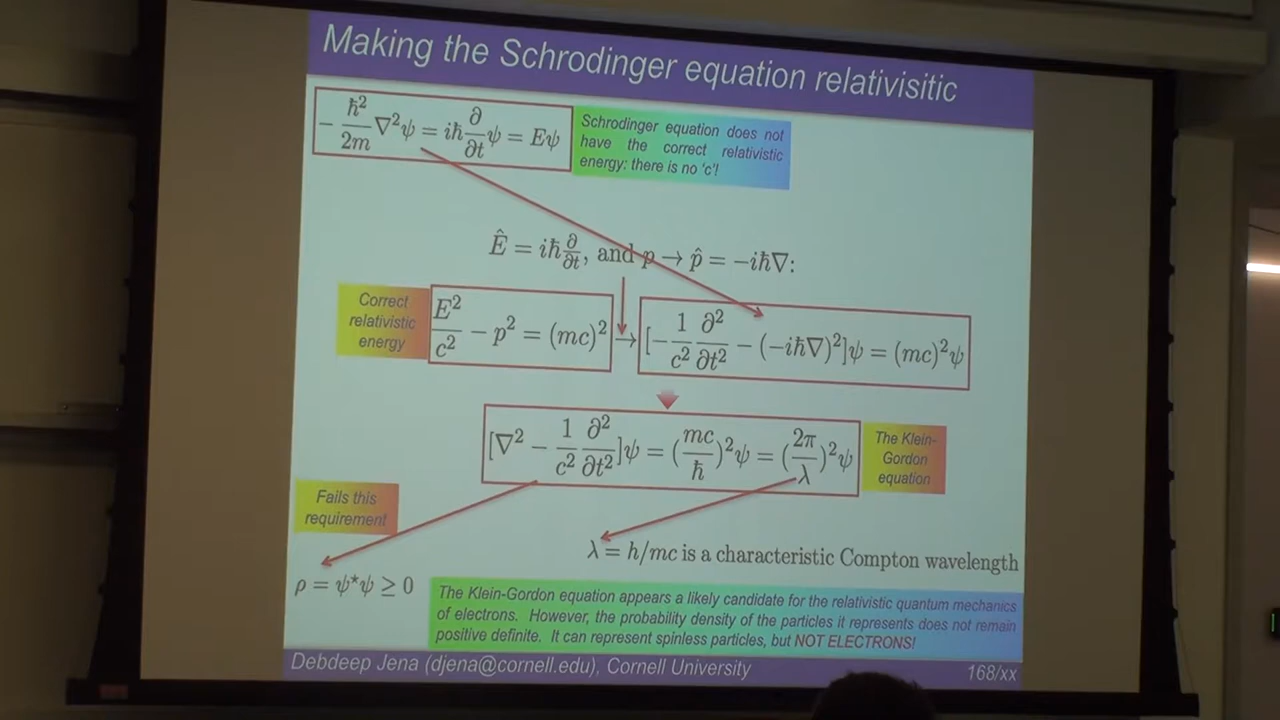 Making the Schrodinger equation relativisitic
$-\frac{\hbar^2}{2m}\nabla^2\psi = i\hbar\frac{\partial}{\partial t}\psi = E\psi$
Schrodinger equation does not
have the correct relativistic
energy: there is no 'c'!
$\hat{E} = i\hbar\frac{\partial}{\partial t}$, and $p \to \hat{p} = -i\hbar\nabla$:
Correct
relativistic
energy
$\frac{E^2}{c^2} - p^2 = (mc)^2$ → $[-\frac{1}{c^2}\frac{\partial^2}{\partial t^2} - (-i\hbar\nabla)^2]\psi = (mc)^2\psi$
$[\nabla^2 - \frac{1}{c^2}\frac{\partial^2}{\partial t^2}]\psi = (\frac{mc}{\hbar})^2\psi = (\frac{2\pi}{\lambda})^2\psi$
The Klein-
Gordon
equation
Fails this
requirement
λ = h/mc is a characteristic Compton wavelength
$\rho = \psi^\star\psi \geq 0$
The Klein-Gordon equation appears a likely candidate for the relativistic quantum mechanics
of electrons. However, the probability density of the particles it represents does not remain
positive definite. It can represent spinless particles, but NOT ELECTRONS!
Debdeep Jena (djena@cornell.edu), Cornell University
168/xx